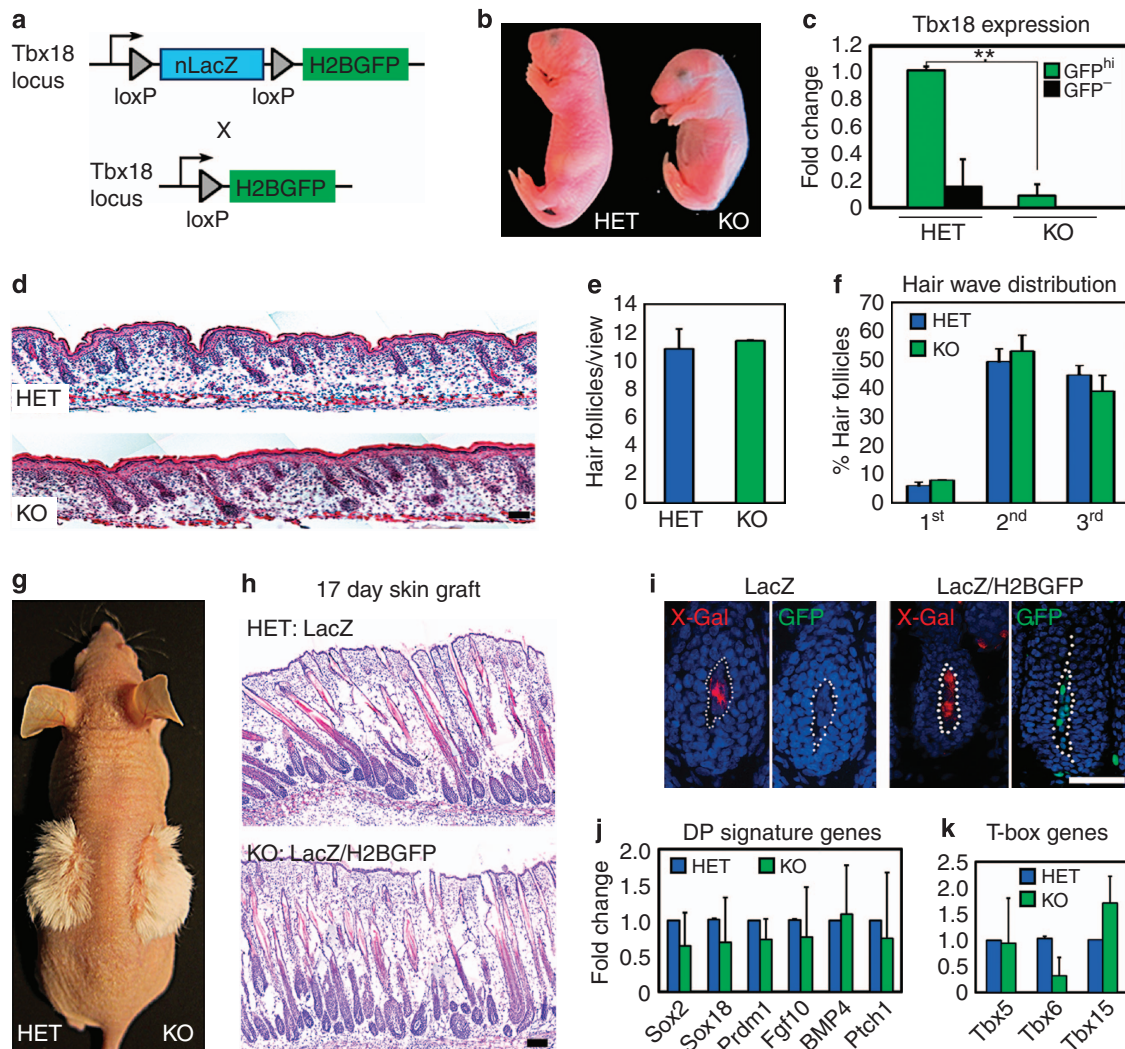 a
Tbx18 locus
nLacZ
H2BGFP
loxP
loxP
X
Tbx18 locus
H2BGFP
loxP
b
HET
KO
c
Tbx18 expression
Fold change
1.2
1.0
0.8
0.6
0.4
0.2
0
**
GFPhi
GFP–
HET
KO
d
HET
KO
e
Hair follicles/view
14
12
10
8
6
4
2
0
HET
KO
f
Hair wave distribution
% Hair follicles
70
60
50
40
30
20
10
0
HET
KO
1st
2nd
3rd
g
HET
KO
h
17 day skin graft
HET: LacZ
KO: LacZ/H2BGFP
i
LacZ
LacZ/H2BGFP
X-Gal
GFP
X-Gal
GFP
j
DP signature genes
Fold change
2.0
1.5
1.0
0.5
0
HET
KO
Sox2
Sox18
Prdm1
Fgf10
BMP4
Ptch1
k
T-box genes
2.5
2.0
1.5
1.0
0.5
0
HET
KO
Tbx5
Tbx6
Tbx15